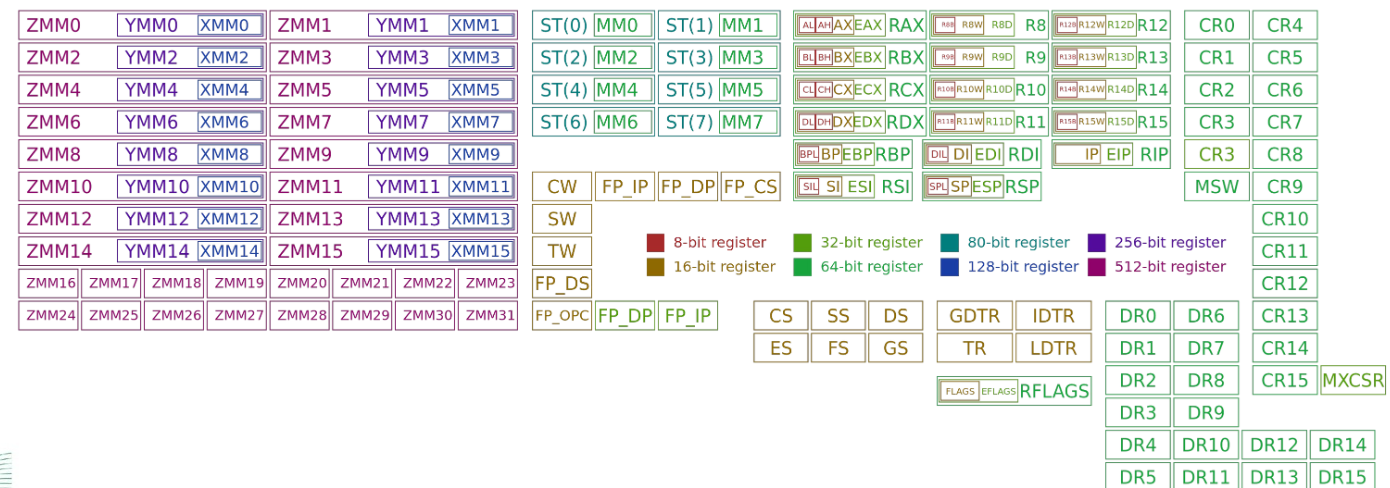 ZMM0 YMM0 XMM0 ZMM1 YMM1 XMM1 ST(0) MM0 ST(1) MM1 AL AH AX EAX RAX R8B R8W R8D R8 R12B R12W R12D R12 CR0 CR4
ZMM2 YMM2 XMM2 ZMM3 YMM3 XMM3 ST(2) MM2 ST(3) MM3 BL BH BX EBX RBX R9B R9W R9D R9 R13B R13W R13D R13 CR1 CR5
ZMM4 YMM4 XMM4 ZMM5 YMM5 XMM5 ST(4) MM4 ST(5) MM5 CL CH CX ECX RCX R10B R10W R10D R10 R14B R14W R14D R14 CR2 CR6
ZMM6 YMM6 XMM6 ZMM7 YMM7 XMM7 ST(6) MM6 ST(7) MM7 DL DH DX EDX RDX R11B R11W R11D R11 R15B R15W R15D R15 CR3 CR7
ZMM8 YMM8 XMM8 ZMM9 YMM9 XMM9 BPL BP EBP RBP DIL DI EDI RDI IP EIP RIP CR3 CR8
ZMM10 YMM10 XMM10 ZMM11 YMM11 XMM11 CW FP_IP FP_DP FP_CS SIL SI ESI RSI SPL SP ESP RSP MSW CR9
ZMM12 YMM12 XMM12 ZMM13 YMM13 XMM13 SW CR10
8-bit register 32-bit register 80-bit register 256-bit register
ZMM14 YMM14 XMM14 ZMM15 YMM15 XMM15 TW CR11
16-bit register 64-bit register 128-bit register 512-bit register
ZMM16 ZMM17 ZMM18 ZMM19 ZMM20 ZMM21 ZMM22 ZMM23 FP_DS CR12
ZMM24 ZMM25 ZMM26 ZMM27 ZMM28 ZMM29 ZMM30 ZMM31 FP_OPC FP_DP FP_IP CS SS DS GDTR IDTR DR0 DR6 CR13
ES FS GS TR LDTR DR1 DR7 CR14
FLAGS EFLAGS RFLAGS DR2 DR8 CR15 MXCSR
DR3 DR9
DR4 DR10 DR12 DR14
DR5 DR11 DR13 DR15